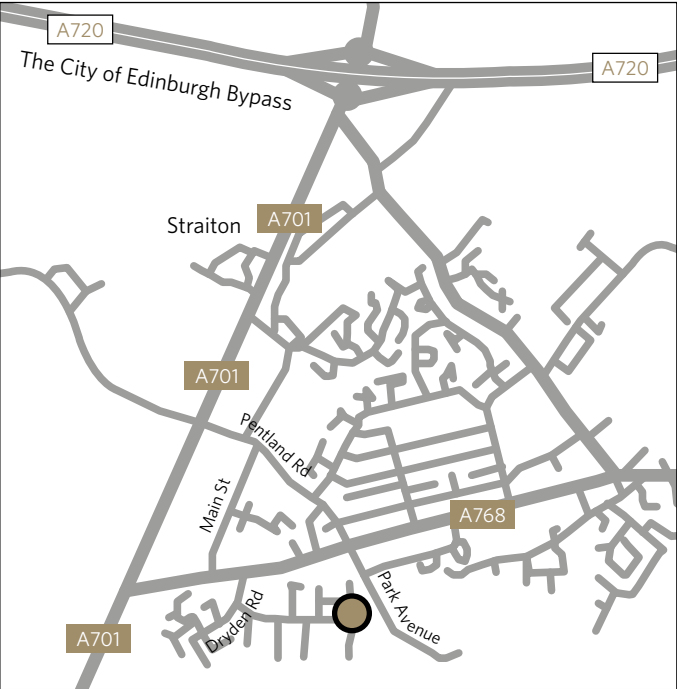 A720
The City of Edinburgh Bypass
A720
Straiton
A701
A701
Pentland Rd
Main St
A768
Dryden Rd
Park Avenue
A701